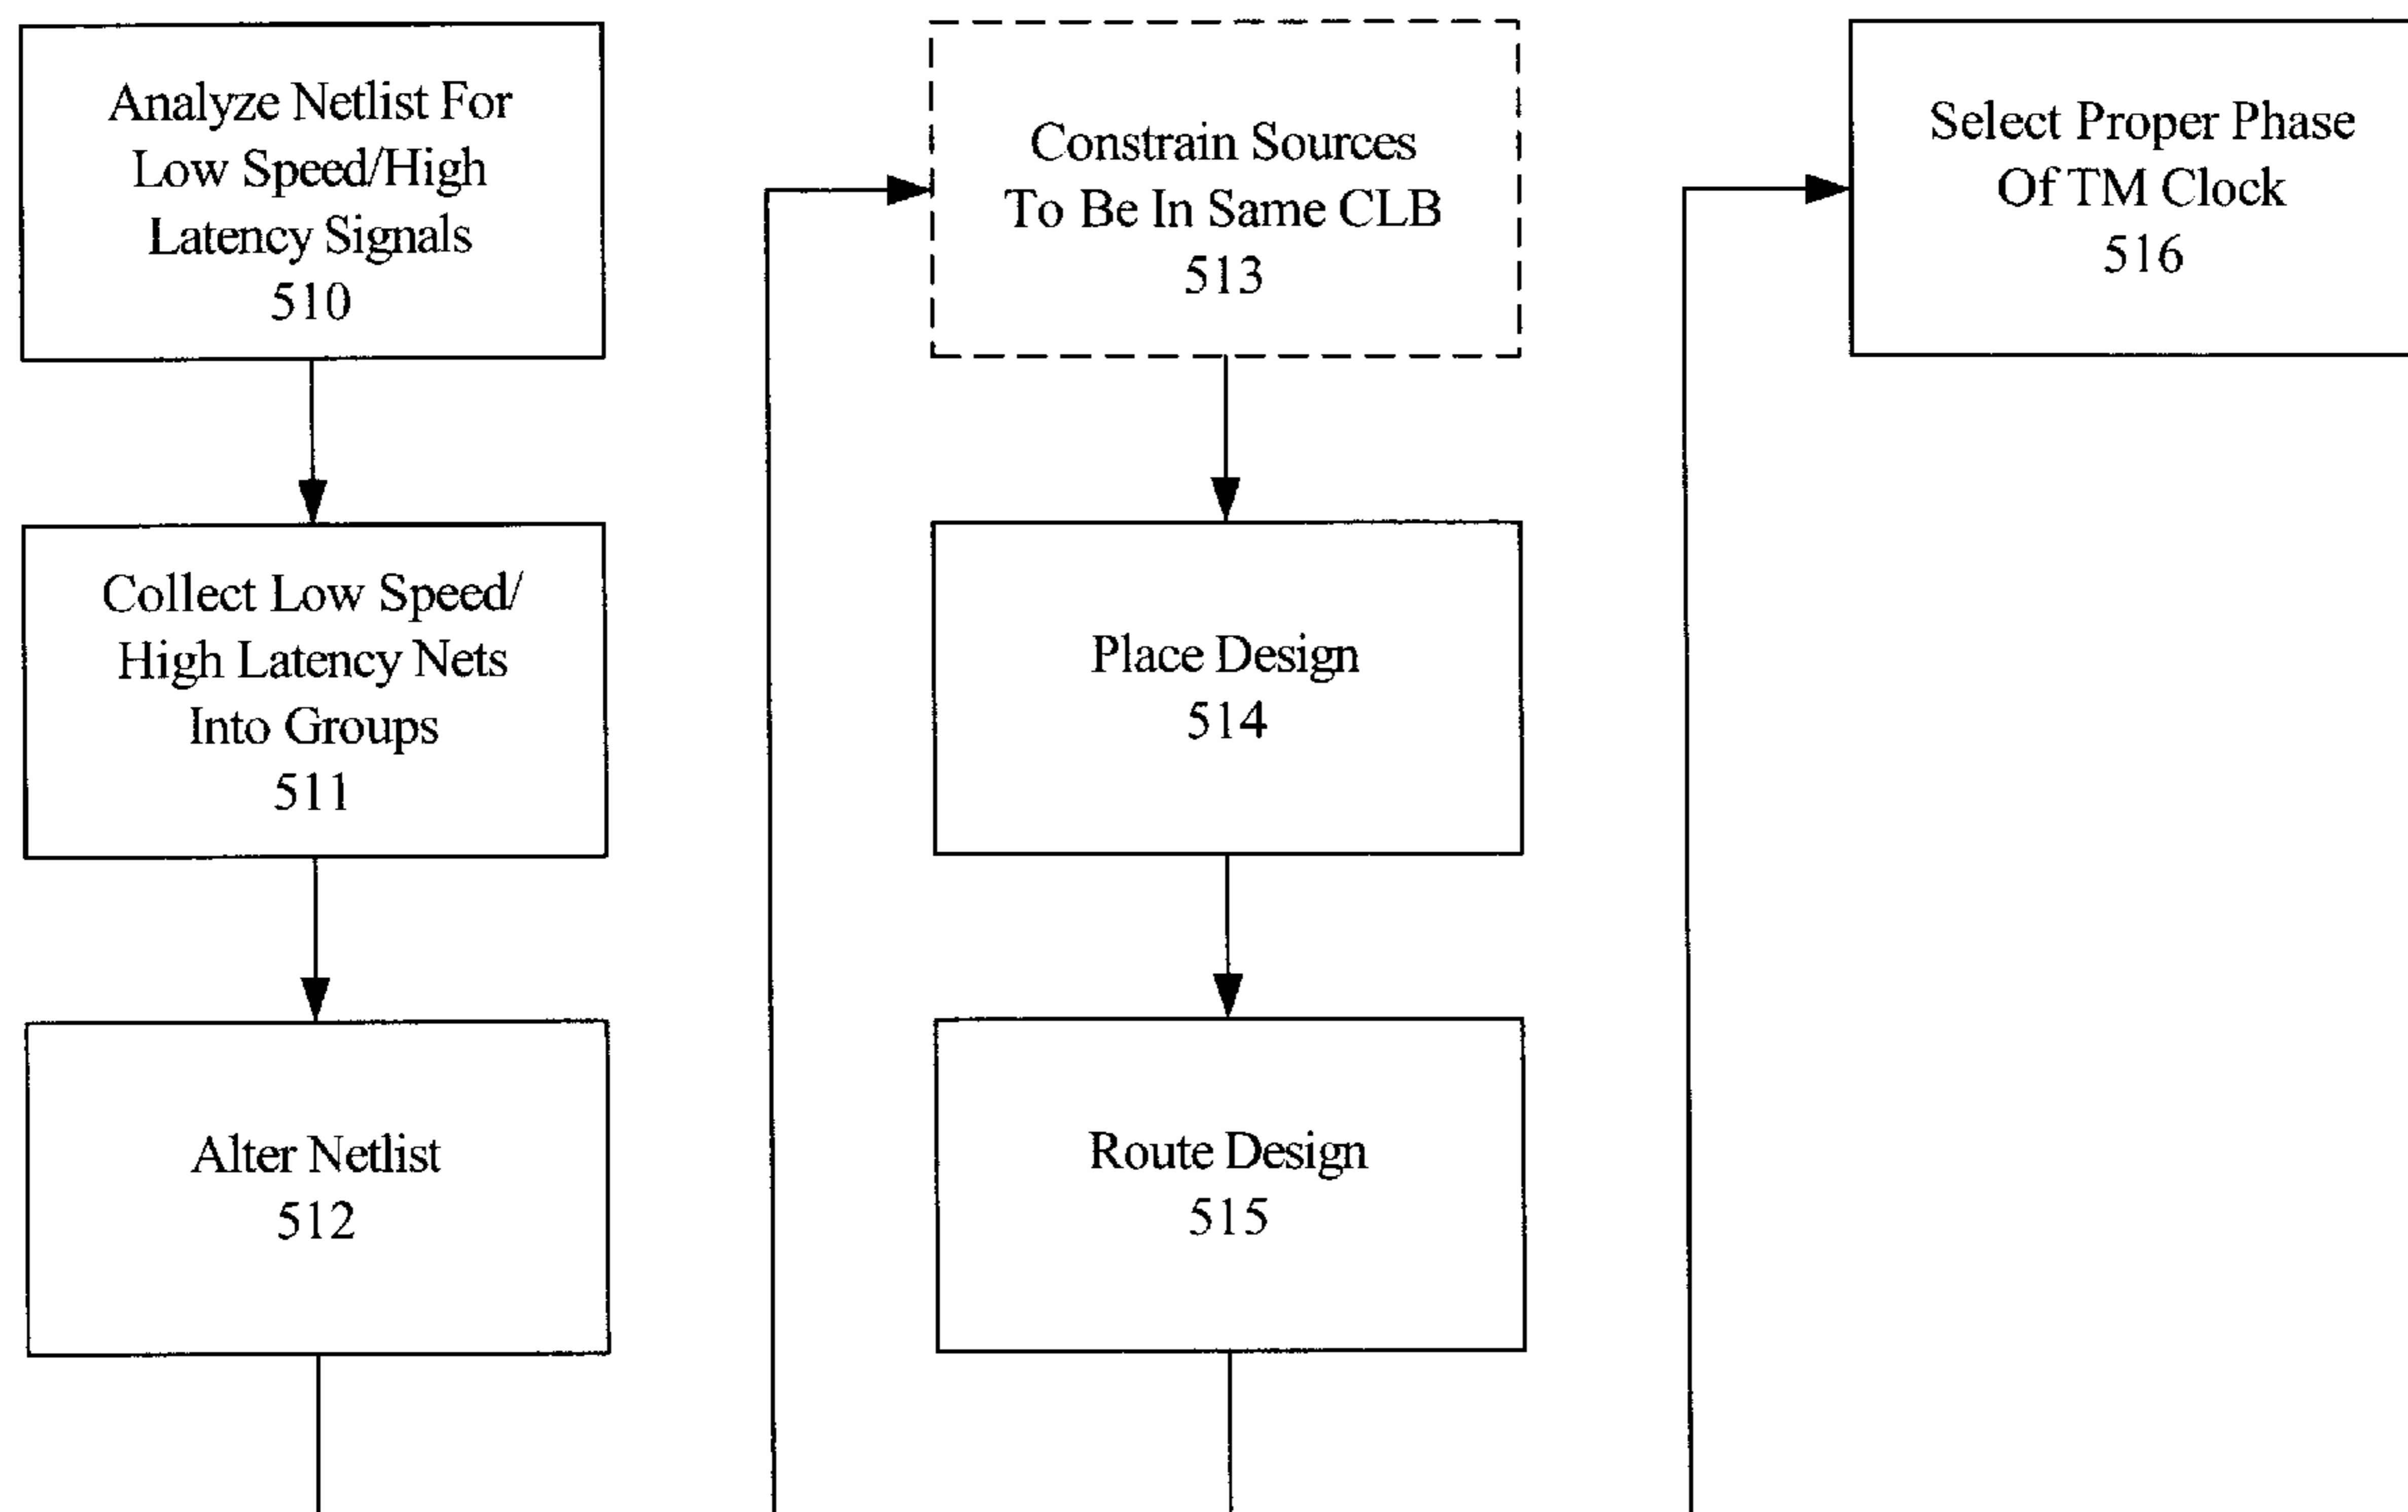 Analyze Netlist For
Low Speed/High
Latency Signals
510
Collect Low Speed/
High Latency Nets
Into Groups
511
Alter Netlist
512
Constrain Sources
To Be In Same CLB
513
Place Design
514
Route Design
515
Select Proper Phase
Of TM Clock
516